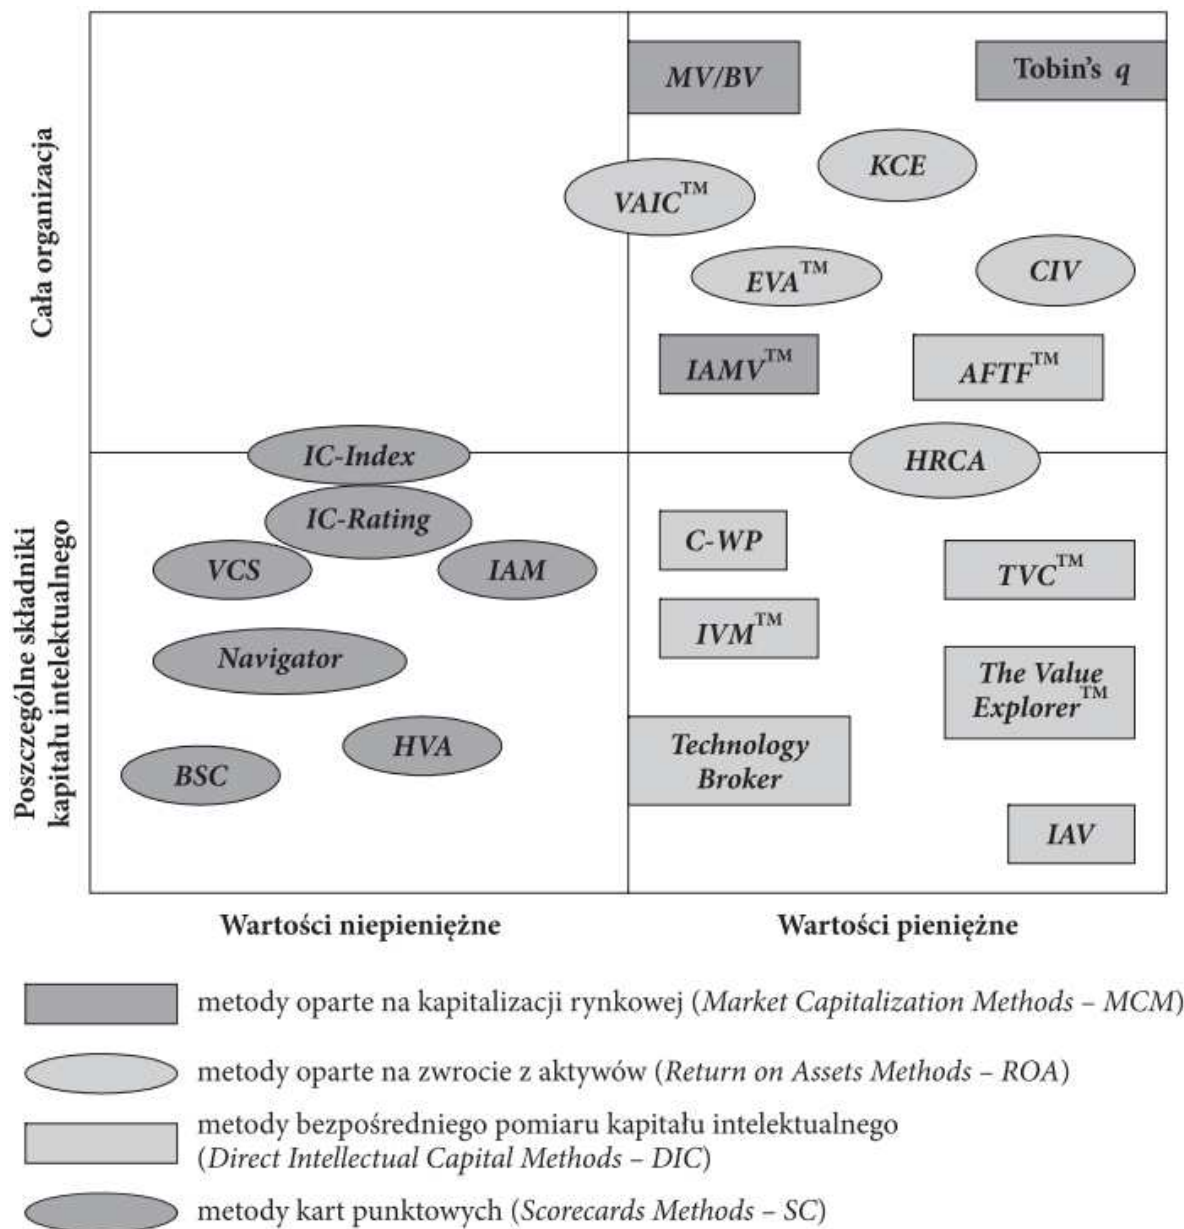 Cała organizacja
MV/BV
Tobin's q
KCE
VAIC™
EVA™
CIV
IAMV™
AFTF™
Poszczególne składniki
kapitału intelektualnego
IC-Index
HRCA
IC-Rating
C-WP
VCS
IAM
TVC™
IVM™
Navigator
The Value
Explorer™
Technology
Broker
HVA
BSC
IAV
Wartości niepieniężne
Wartości pieniężne
metody oparte na kapitalizacji rynkowej (Market Capitalization Methods – MCM)
metody oparte na zwrocie z aktywów (Return on Assets Methods – ROA)
metody bezpośredniego pomiaru kapitału intelektualnego
(Direct Intellectual Capital Methods – DIC)
metody kart punktowych (Scorecards Methods – SC)